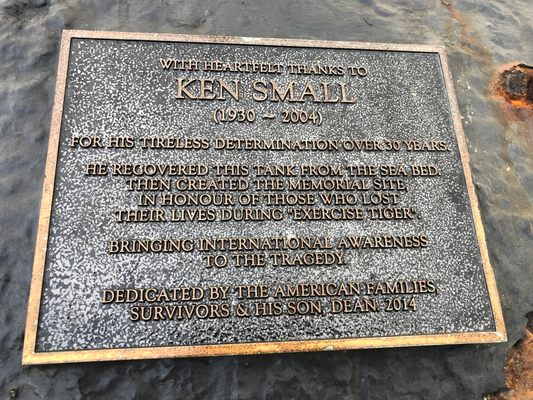 WITH HEARTFELT THANKS TO
KEN SMALL
(1930 ~ 2004)
FOR HIS TIRELESS DETERMINATION OVER 30 YEARS.
HE RECOVERED THIS TANK FROM THE SEA BED,
THEN CREATED THE MEMORIAL SITE,
IN HONOUR OF THOSE WHO LOST
THEIR LIVES DURING "EXERCISE TIGER".
BRINGING INTERNATIONAL AWARENESS
TO THE TRAGEDY.
DEDICATED BY THE AMERICAN FAMILIES,
SURVIVORS & HIS SON, DEAN. 2014